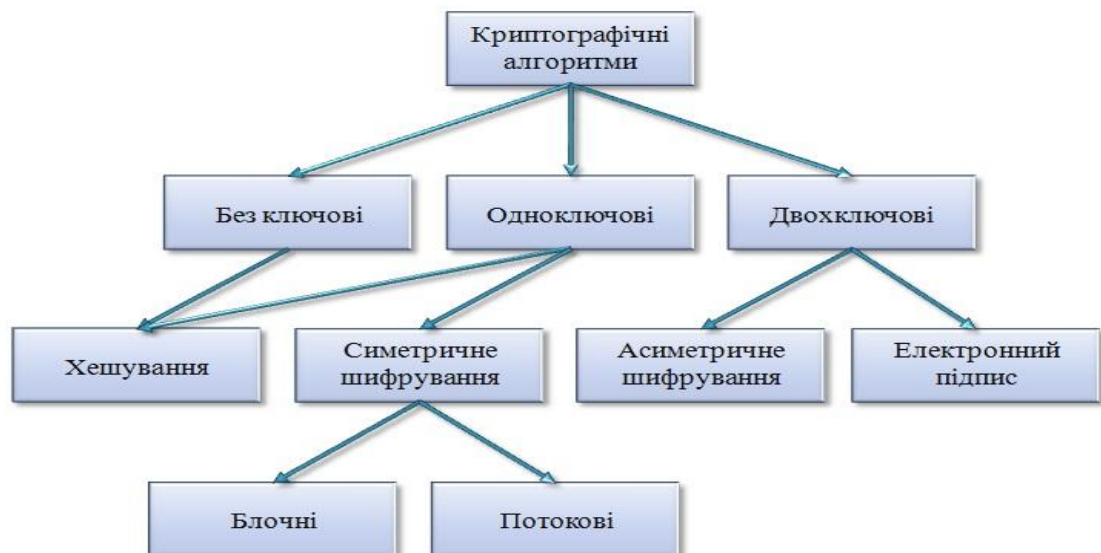 Криптографічні
алгоритми
Без ключові
Одноключові
Двохключові
Хешування
Симетричне
шифрування
Асиметричне
шифрування
Електронний
підпис
Блочні
Потокові